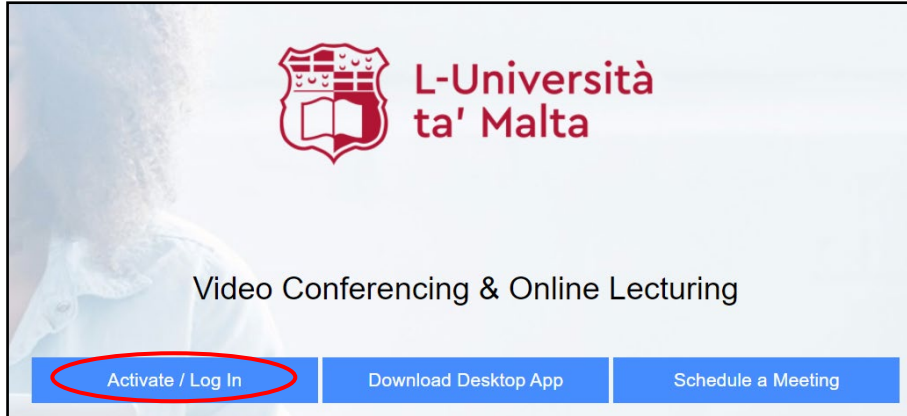 L-Università
ta' Malta
Video Conferencing & Online Lecturing
Activate / Log In
Download Desktop App
Schedule a Meeting